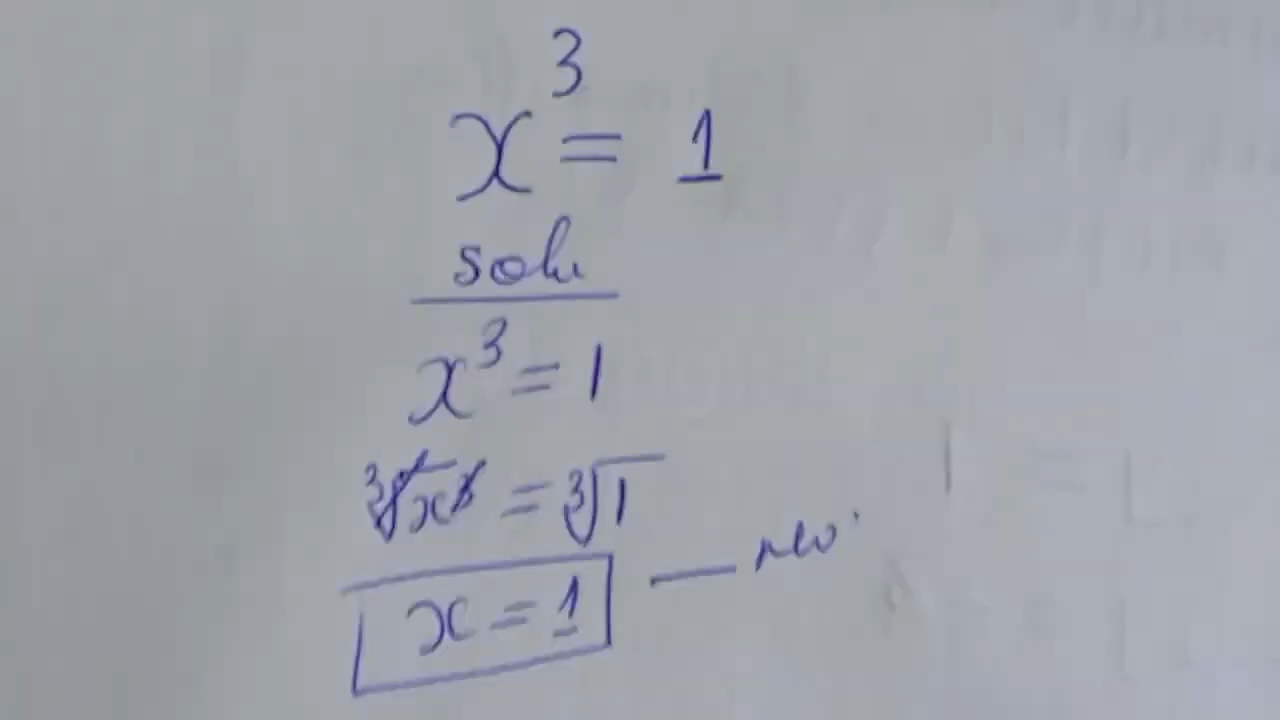 x³ = 1
soln
x³ = 1
∛x³ = ∛1
x = 1